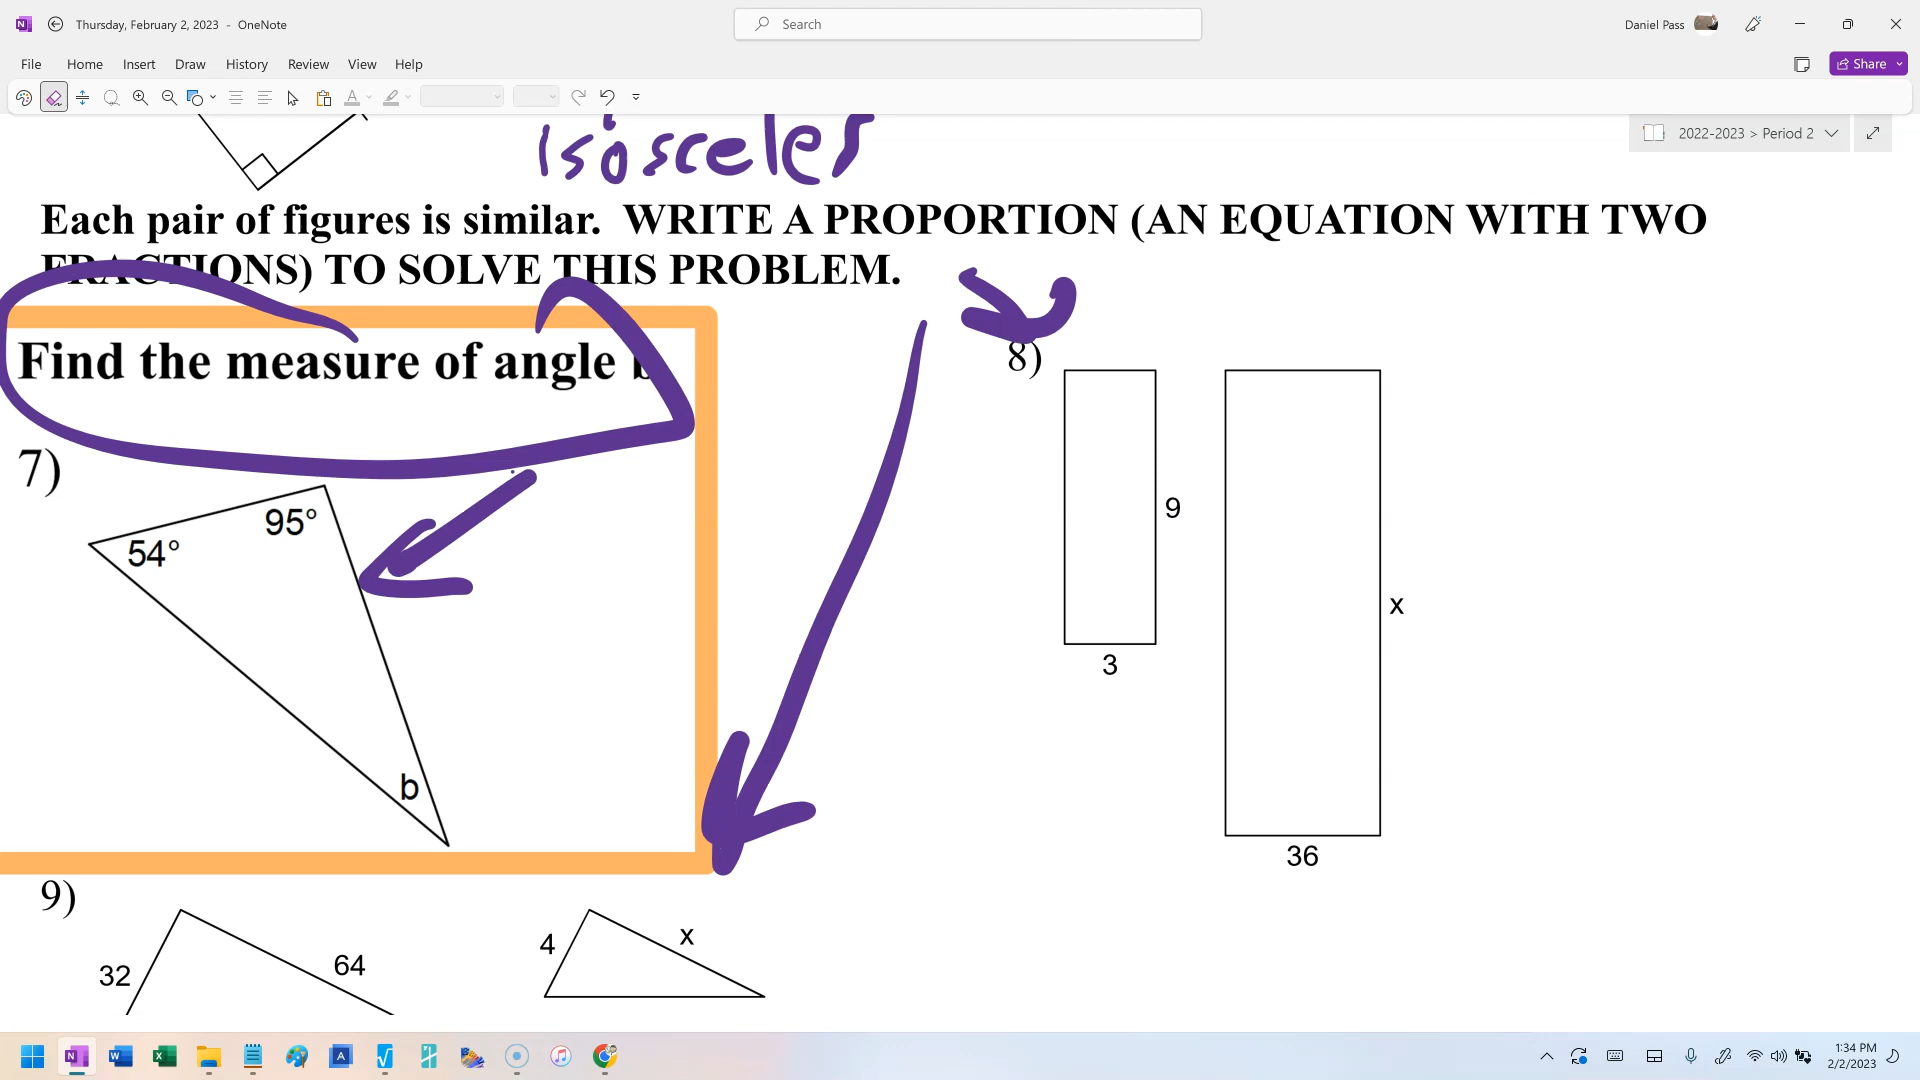 Thursday, February 2, 2023 - OneNote
Search
Daniel Pass
File Home Insert Draw History Review View Help
Share
2022-2023 > Period 2
isosceles
Each pair of figures is similar. WRITE A PROPORTION (AN EQUATION WITH TWO
FRACTIONS) TO SOLVE THIS PROBLEM.
Find the measure of angle
7)
95°
54°
b
8)
9
3
x
36
9)
32
64
4
x
1:34 PM
2/2/2023